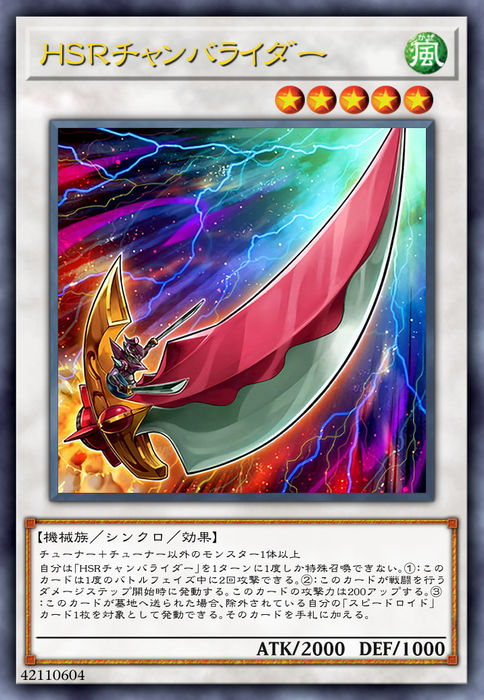 HSRチャンバライダー
かぜ
風
【機械族／シンクロ／効果】
チューナー＋チューナー以外のモンスター1体以上
自分は「HSRチャンバライダー」を1ターンに1度しか特殊召喚できない。①：この
カードは1度のバトルフェイズ中に2回攻撃できる。②：このカードが戦闘を行う
ダメージステップ開始時に発動する。このカードの攻撃力は200アップする。③
：このカードが墓地へ送られた場合、除外されている自分の「スピードロイド」
カード1枚を対象として発動できる。そのカードを手札に加える。
ATK/2000 DEF/1000
42110604